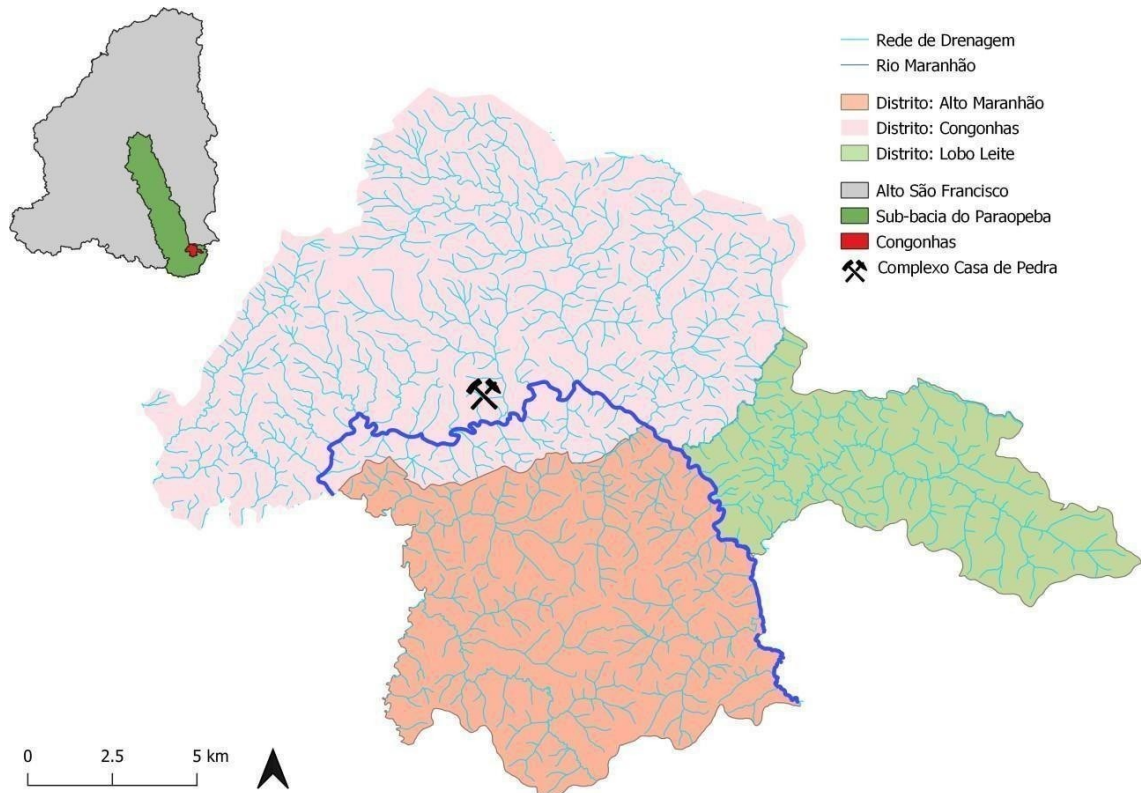 Rede de Drenagem
Rio Maranhão
Distrito: Alto Maranhão
Distrito: Congonhas
Distrito: Lobo Leite
Alto São Francisco
Sub-bacia do Paraopeba
Congonhas
Complexo Casa de Pedra
0 2.5 5 km